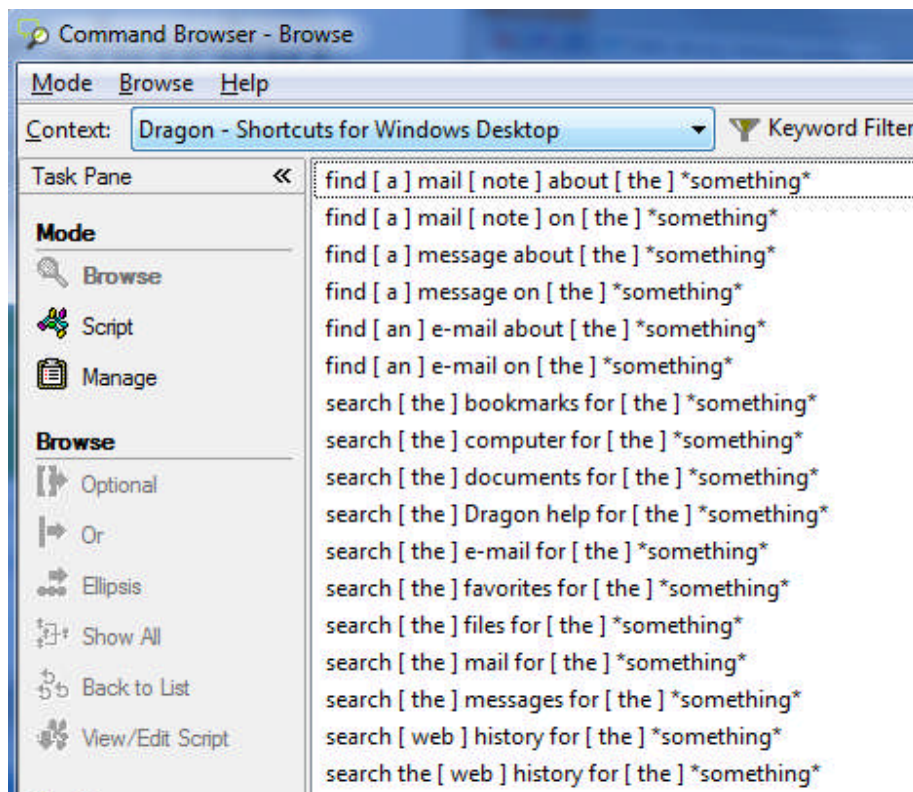 Command Browser - Browse
Mode Browse Help
Context: Dragon - Shortcuts for Windows Desktop Keyword Filter
Task Pane «
Mode
Browse
Script
Manage
Browse
Optional
Or
Ellipsis
Show All
Back to List
View/Edit Script
find [ a ] mail [ note ] about [ the ] *something*
find [ a ] mail [ note ] on [ the ] *something*
find [ a ] message about [ the ] *something*
find [ a ] message on [ the ] *something*
find [ an ] e-mail about [ the ] *something*
find [ an ] e-mail on [ the ] *something*
search [ the ] bookmarks for [ the ] *something*
search [ the ] computer for [ the ] *something*
search [ the ] documents for [ the ] *something*
search [ the ] Dragon help for [ the ] *something*
search [ the ] e-mail for [ the ] *something*
search [ the ] favorites for [ the ] *something*
search [ the ] files for [ the ] *something*
search [ the ] mail for [ the ] *something*
search [ the ] messages for [ the ] *something*
search [ web ] history for [ the ] *something*
search the [ web ] history for [ the ] *something*